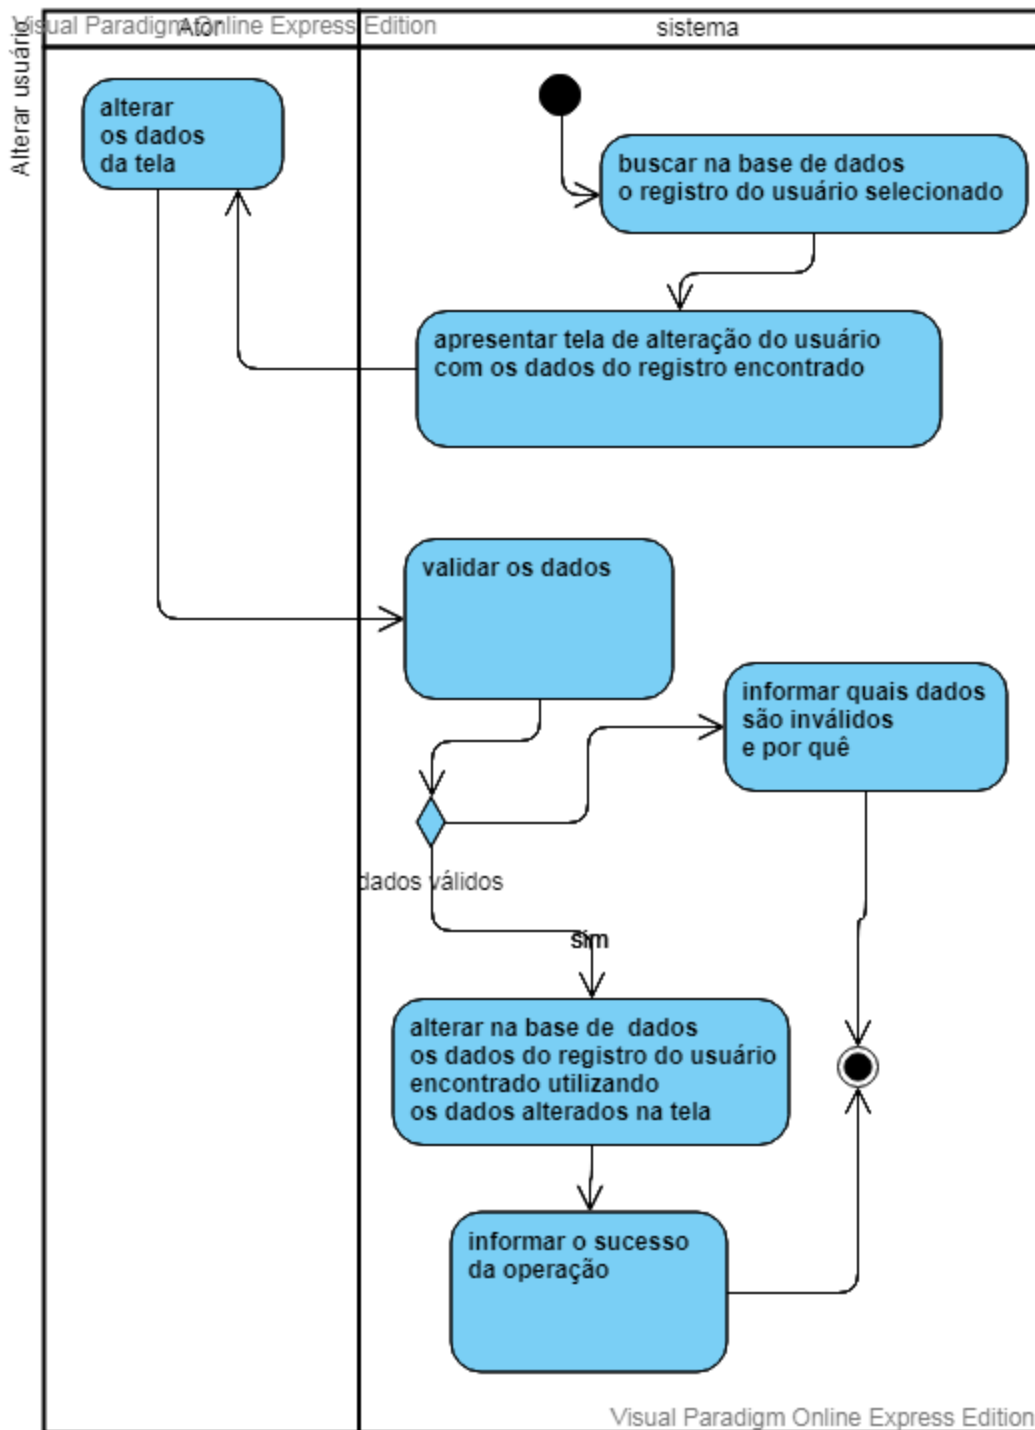 Visual Paradigm Online Express Edition
Ator
sistema
Alterar usuário
alterar
os dados
da tela
buscar na base de dados
o registro do usuário selecionado
apresentar tela de alteração do usuário
com os dados do registro encontrado
validar os dados
informar quais dados
são inválidos
e por quê
dados válidos
sim
alterar na base de  dados
os dados do registro do usuário
encontrado utilizando
os dados alterados na tela
informar o sucesso
da operação
Visual Paradigm Online Express Edition